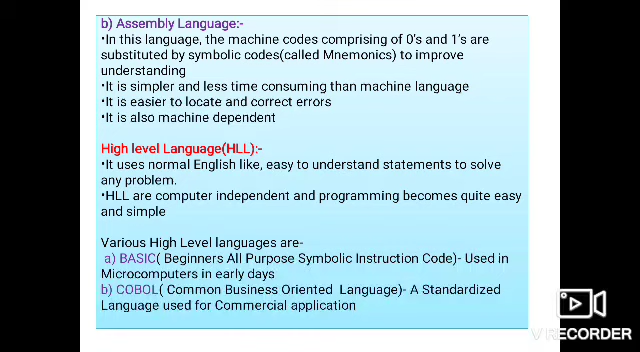 b) Assembly Language:-
•In this language, the machine codes comprising of 0's and 1's are
substituted by symbolic codes(called Mnemonics) to improve
understanding
•It is simpler and less time consuming than machine language
•It is easier to locate and correct errors
•It is also machine dependent
High level Language(HLL):-
•It uses normal English like, easy to understand statements to solve
any problem.
•HLL are computer independent and programming becomes quite easy
and simple
Various High Level languages are-
a) BASIC( Beginners All Purpose Symbolic Instruction Code)- Used in
Microcomputers in early days
b) COBOL( Common Business Oriented Language)- A Standardized
Language used for Commercial application
V RECORDER